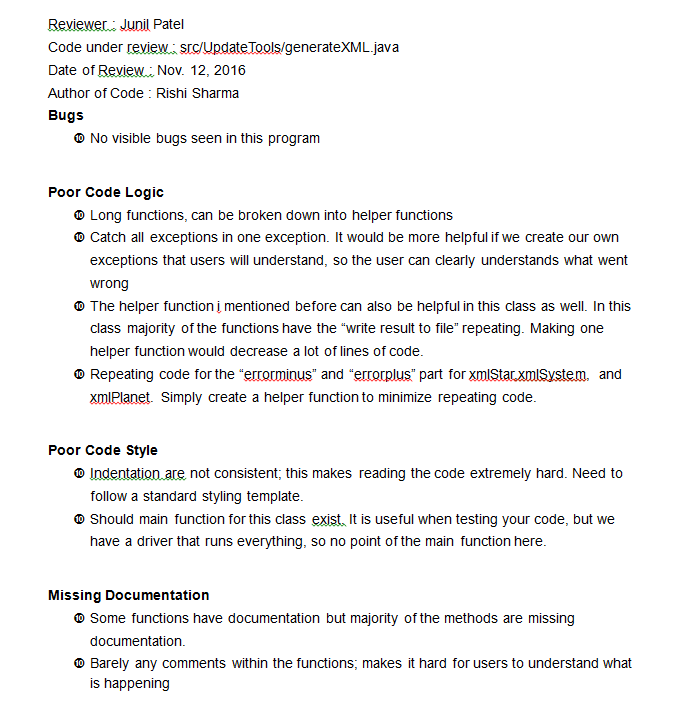 Reviewer : Junil Patel
Code under review : src/UpdateTools/generateXML.java
Date of Review : Nov. 12, 2016
Author of Code : Rishi Sharma
Bugs
⓾ No visible bugs seen in this program
Poor Code Logic
⓾ Long functions, can be broken down into helper functions
⓾ Catch all exceptions in one exception. It would be more helpful if we create our own
exceptions that users will understand, so the user can clearly understands what went
wrong
⓾ The helper function i mentioned before can also be helpful in this class as well. In this
class majority of the functions have the “write result to file” repeating. Making one
helper function would decrease a lot of lines of code.
⓾ Repeating code for the “errorminus” and “errorplus” part for xmlStar,xmlSystem, and
xmlPlanet. Simply create a helper function to minimize repeating code.
Poor Code Style
⓾ Indentation are not consistent; this makes reading the code extremely hard. Need to
follow a standard styling template.
⓾ Should main function for this class exist. It is useful when testing your code, but we
have a driver that runs everything, so no point of the main function here.
Missing Documentation
⓾ Some functions have documentation but majority of the methods are missing
documentation.
⓾ Barely any comments within the functions; makes it hard for users to understand what
is happening